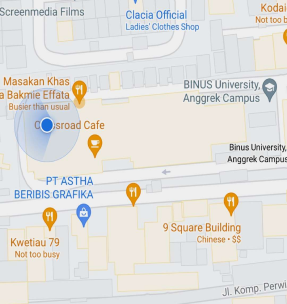 Screenmedia Films
Clacia Official
Ladies' Clothes Shop
Kodai
Not too b
Masakan Khas
a Bakmie Effata
Busier than usual
BINUS University,
Anggrek Campus
road Cafe
Binus University,
Anggrek Campus
PT ASTHA
BERIBIS GRAFIKA
9 Square Building
Chinese • $$
Kwetiau 79
Not too busy
Jl. Komp. Perwi